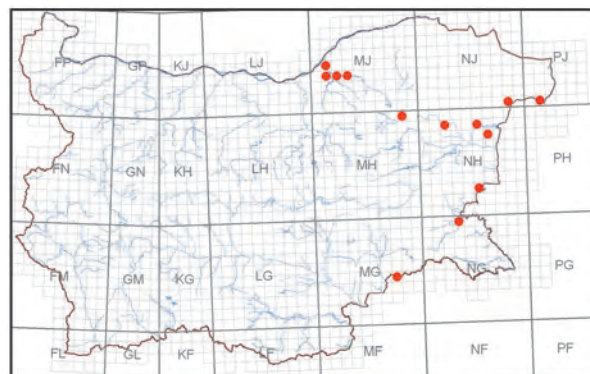 FP GP KJ LJ MJ NJ PJ
FN GN KH LH MH NH PH
FM GM KG LG MG NG PG
FL GL KF LF MF NF PF